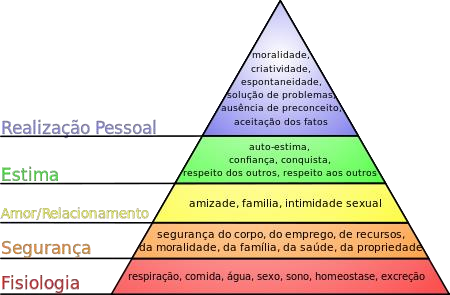 moralidade,
criatividade,
espontaneidade,
solução de problemas,
ausência de preconceito,
aceitação dos fatos
Realização Pessoal
auto-estima,
confiança, conquista,
respeito dos outros, respeito aos outros
Estima
amizade, família, intimidade sexual
Amor/Relacionamento
segurança do corpo, do emprego, de recursos,
da moralidade, da família, da saúde, da propriedade
Segurança
respiração, comida, água, sexo, sono, homeostase, excreção
Fisiologia